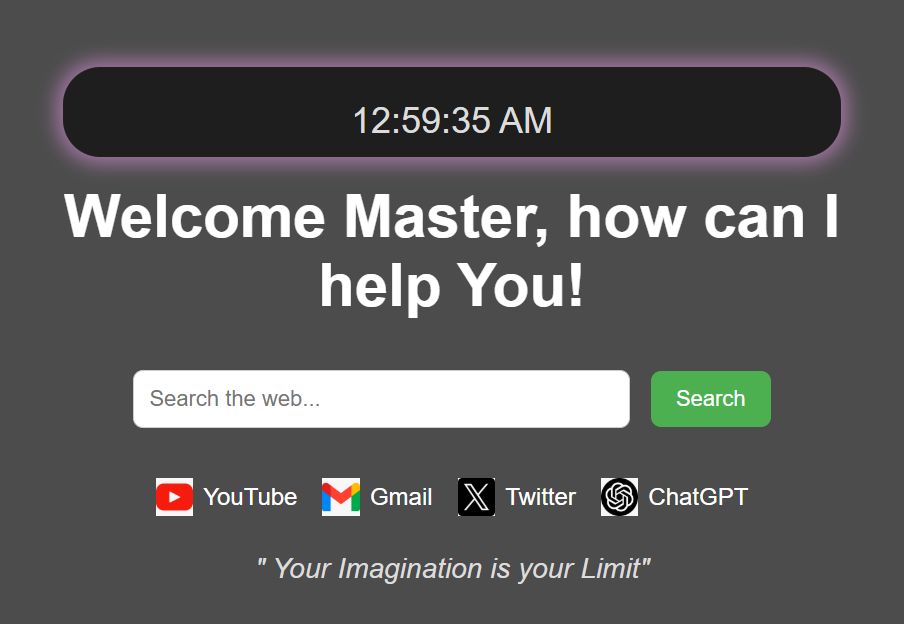 12:59:35 AM
Welcome Master, how can I
help You!
Search the web...
Search
YouTube
Gmail
Twitter
ChatGPT
" Your Imagination is your Limit"